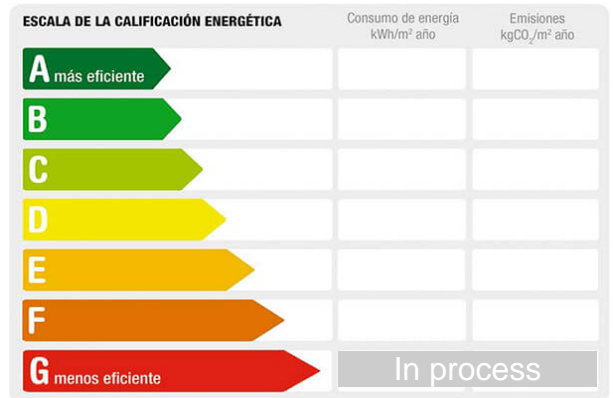 ESCALA DE LA CALIFICACIÓN ENERGÉTICA
Consumo de energía
kWh/m² año
Emisiones
kgCO₂/m² año
A más eficiente
B
C
D
E
F
G menos eficiente
In process